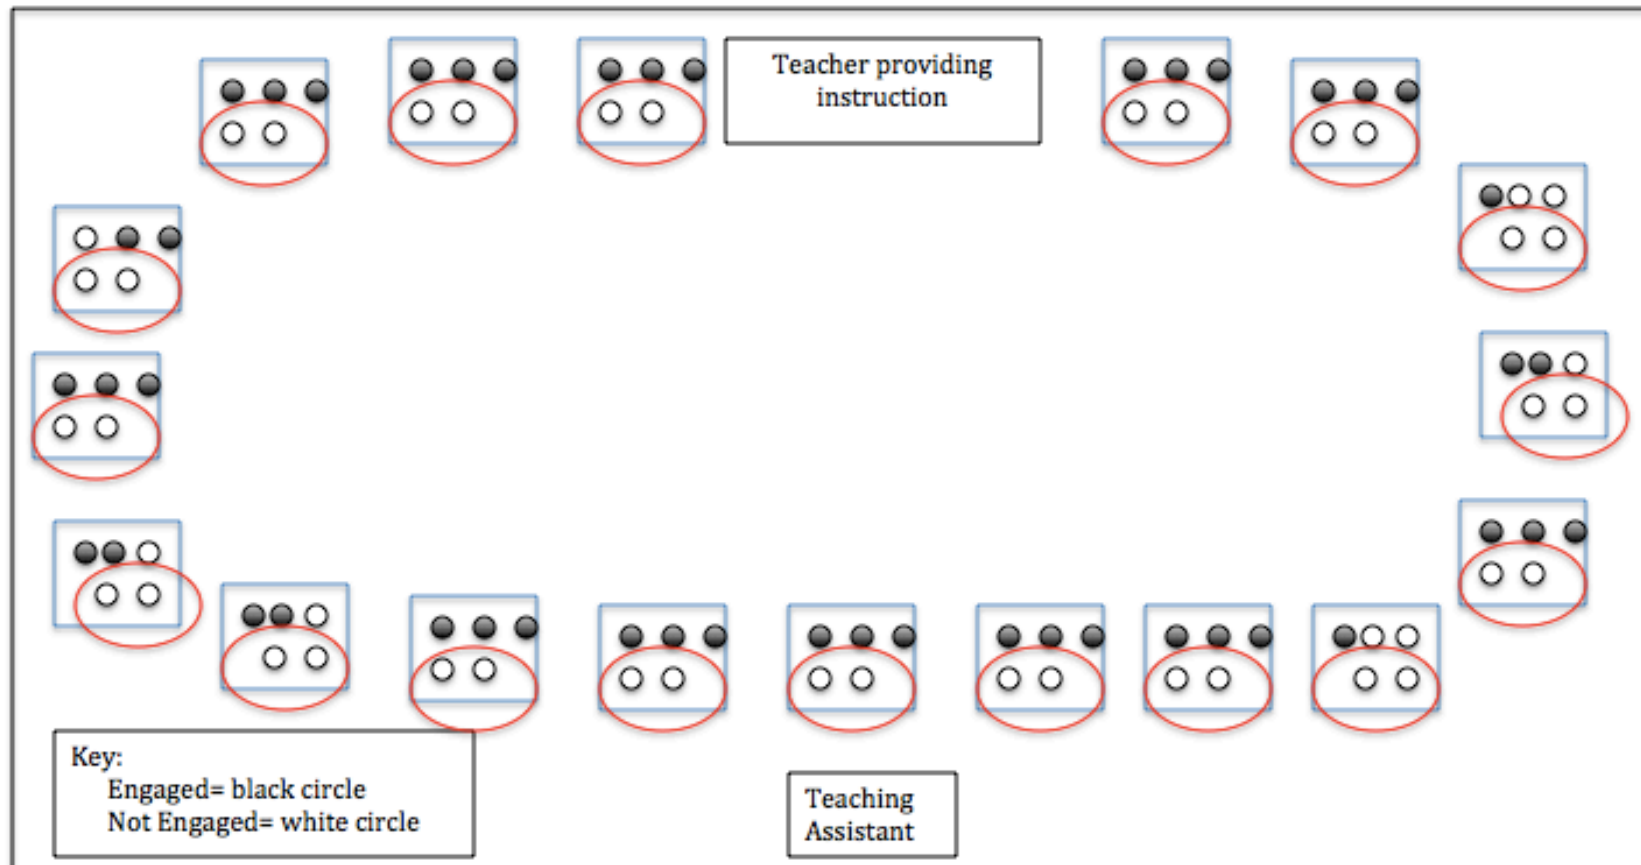 Teacher providing
instruction
Key:
Engaged= black circle
Not Engaged= white circle
Teaching
Assistant